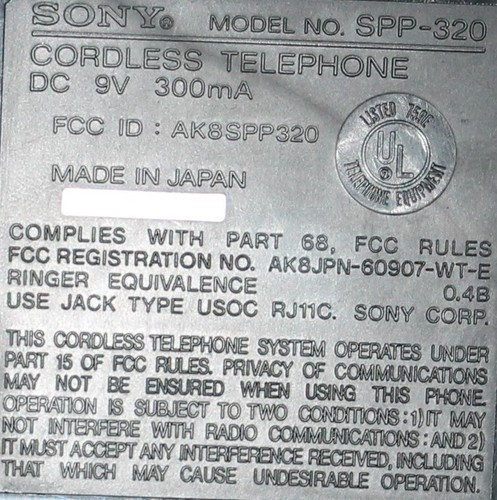 SONY® MODEL NO. SPP-320
CORDLESS TELEPHONE
DC 9V 300mA
FCC ID : AK8SPP320
LISTED 750E
UL
®
TELEPHONE EQUIPMENT
MADE IN JAPAN
COMPLIES WITH PART 68, FCC RULES
FCC REGISTRATION NO. AK8JPN-60907-WT-E
RINGER EQUIVALENCE 0.4B
USE JACK TYPE USOC RJ11C. SONY CORP.
THIS CORDLESS TELEPHONE SYSTEM OPERATES UNDER
PART 15 OF FCC RULES. PRIVACY OF COMMUNICATIONS
MAY NOT BE ENSURED WHEN USING THIS PHONE.
OPERATION IS SUBJECT TO TWO CONDITIONS : 1) IT MAY
NOT INTERFERE WITH RADIO COMMUNICATIONS : AND 2)
IT MUST ACCEPT ANY INTERFERENCE RECEIVED, INCLUDING
THAT WHICH MAY CAUSE UNDESIRABLE OPERATION.